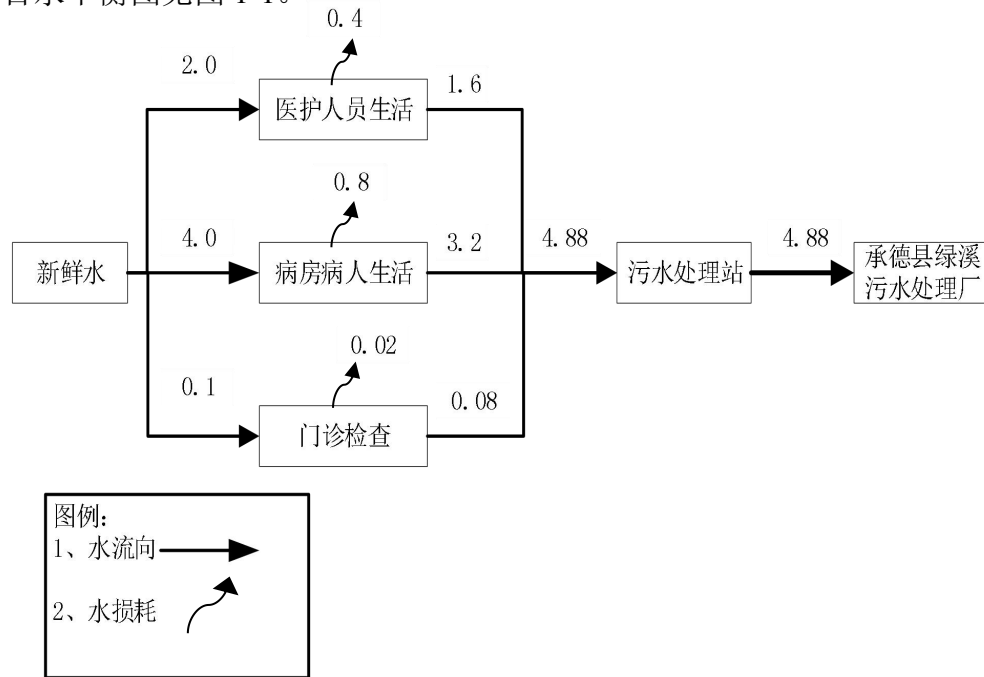 0.4
2.0
医护人员生活
1.6
0.8
新鲜水
4.0
病房病人生活
3.2
4.88
污水处理站
4.88
承德县绿溪
污水处理厂
0.02
0.1
门诊检查
0.08
图例:
1、水流向
2、水损耗